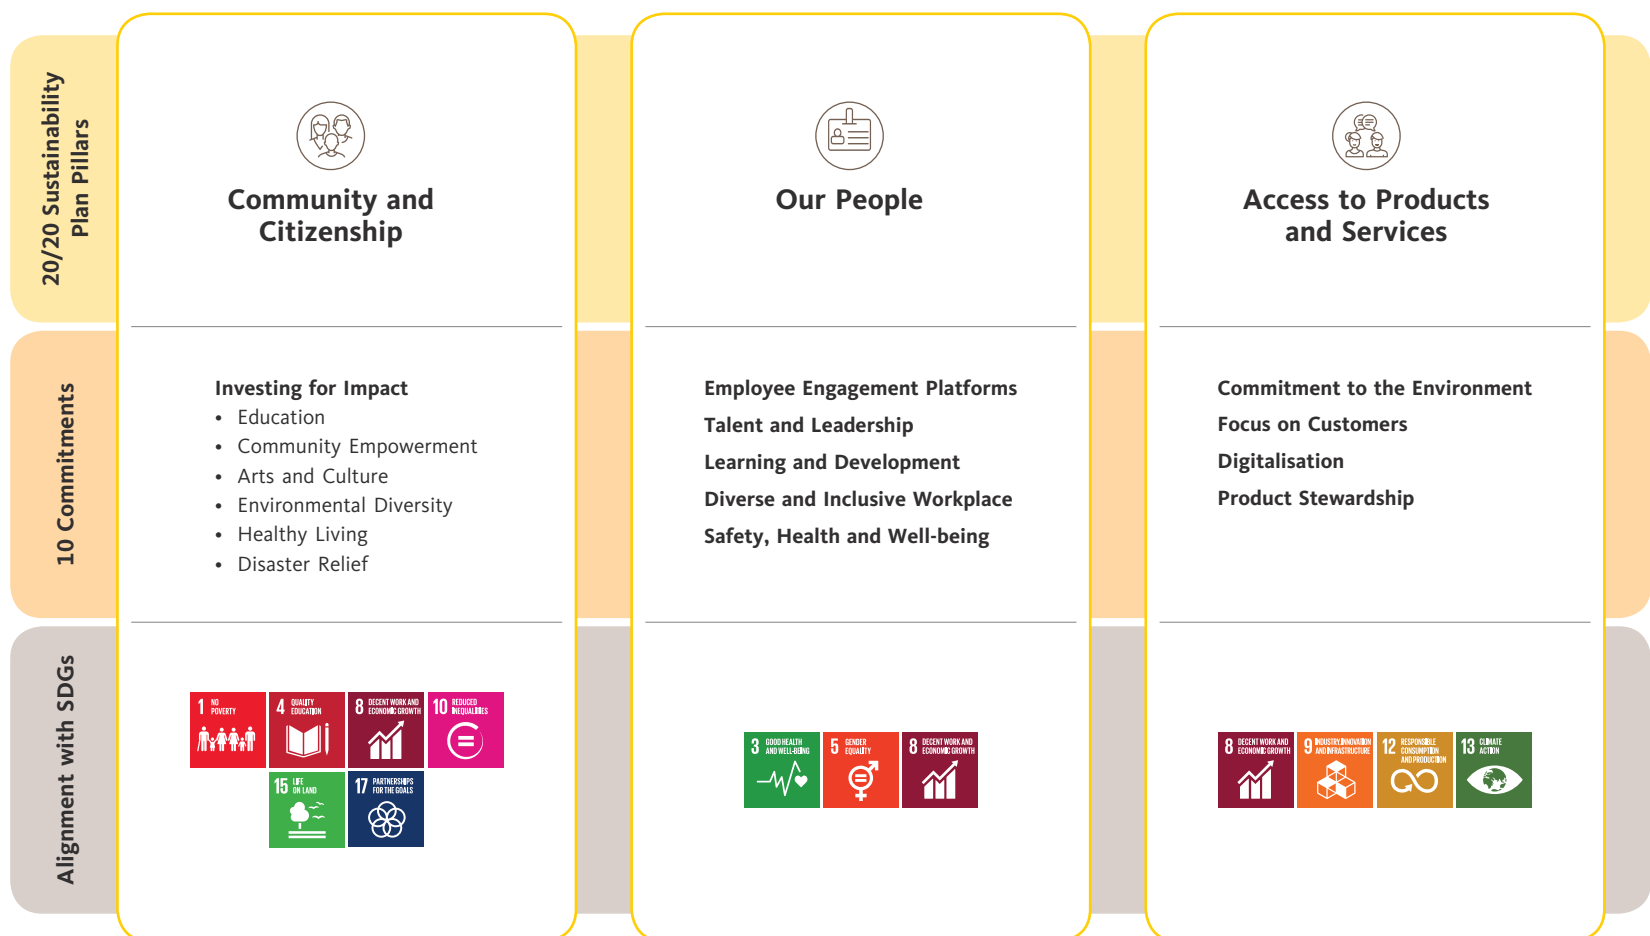 20/20 Sustainability
Plan Pillars
Community and
Citizenship
Our People
Access to Products
and Services
10 Commitments
Investing for Impact
• Education
• Community Empowerment
• Arts and Culture
• Environmental Diversity
• Healthy Living
• Disaster Relief
Employee Engagement Platforms
Talent and Leadership
Learning and Development
Diverse and Inclusive Workplace
Safety, Health and Well-being
Commitment to the Environment
Focus on Customers
Digitalisation
Product Stewardship
Alignment with SDGs
1 NO
POVERTY
4 QUALITY
EDUCATION
8 DECENT WORK AND
ECONOMIC GROWTH
10 REDUCED
INEQUALITIES
15 LIFE
ON LAND
17 PARTNERSHIPS
FOR THE GOALS
3 GOOD HEALTH
AND WELL-BEING
5 GENDER
EQUALITY
8 DECENT WORK AND
ECONOMIC GROWTH
8 DECENT WORK AND
ECONOMIC GROWTH
9 INDUSTRY, INNOVATION
AND INFRASTRUCTURE
12 RESPONSIBLE
CONSUMPTION
AND PRODUCTION
13 CLIMATE
ACTION